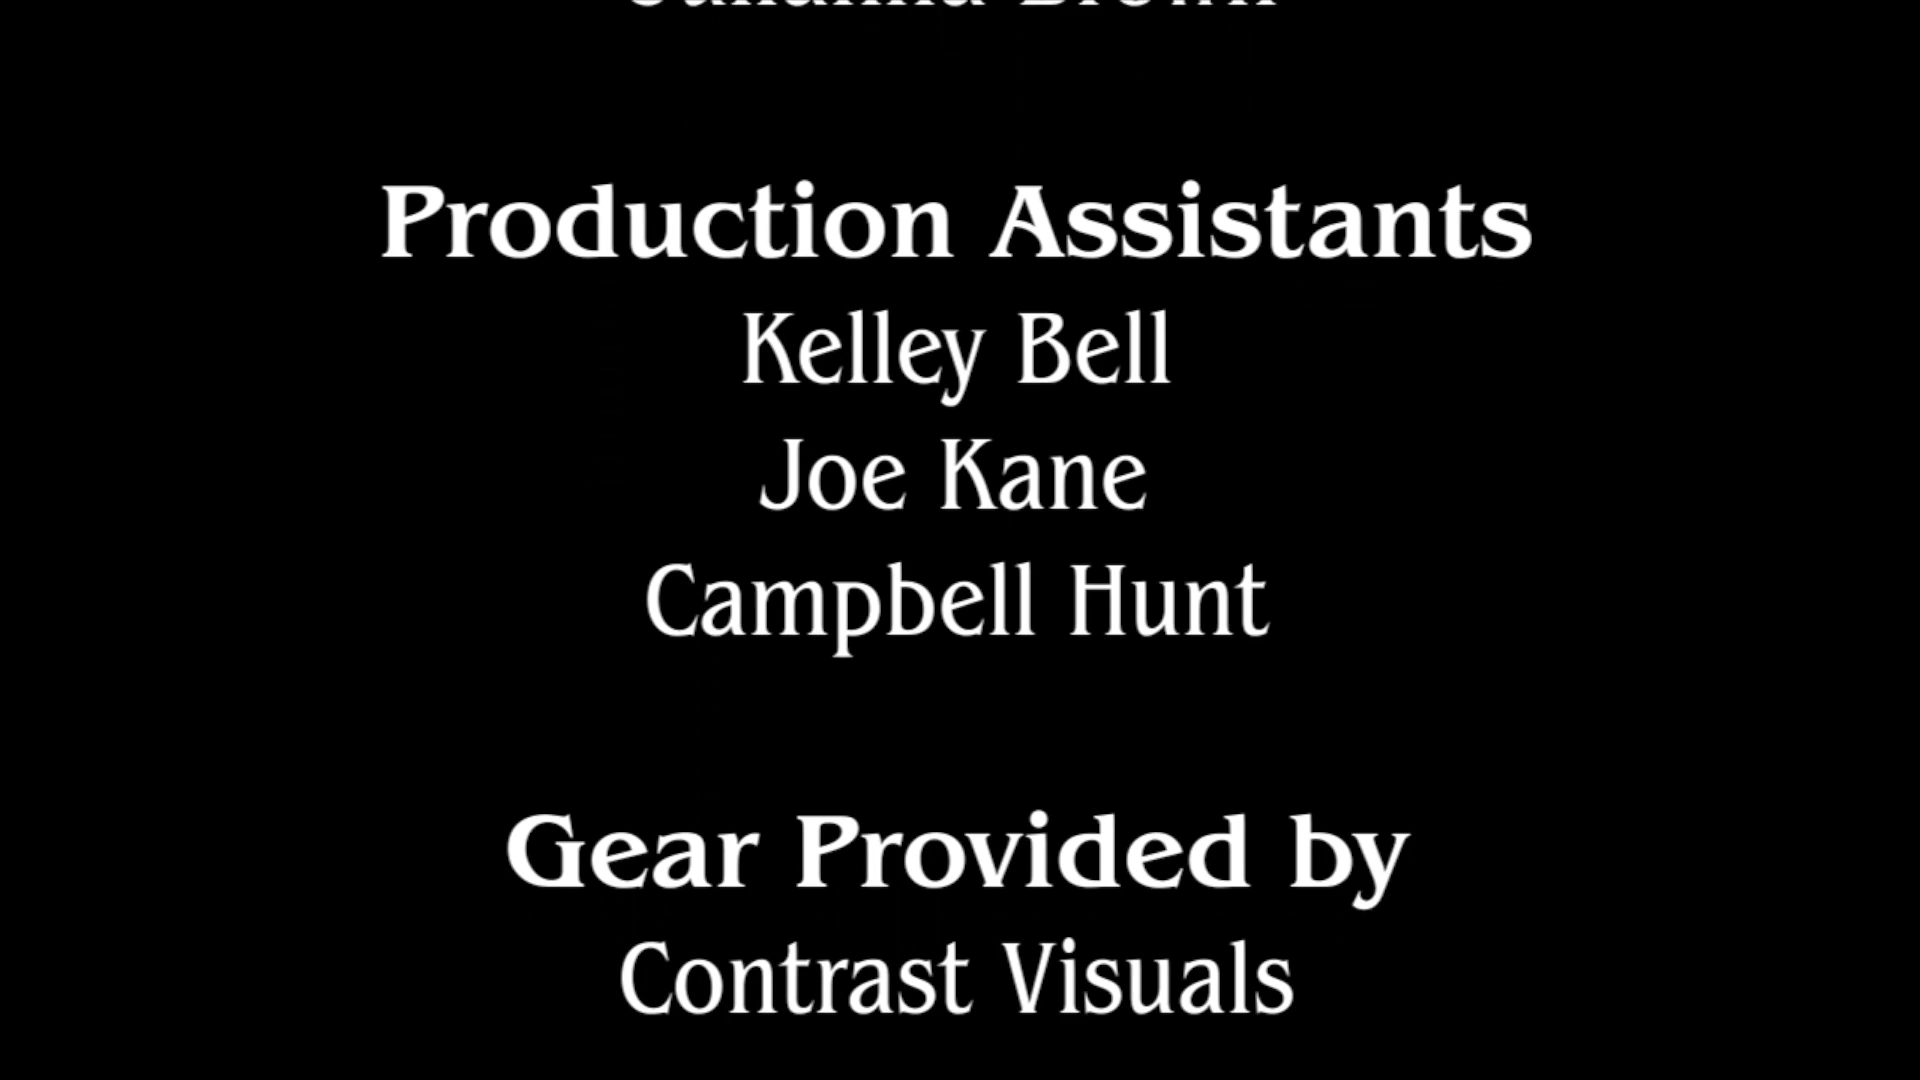 Production Assistants
Kelley Bell
Joe Kane
Campbell Hunt
Gear Provided by
Contrast Visuals